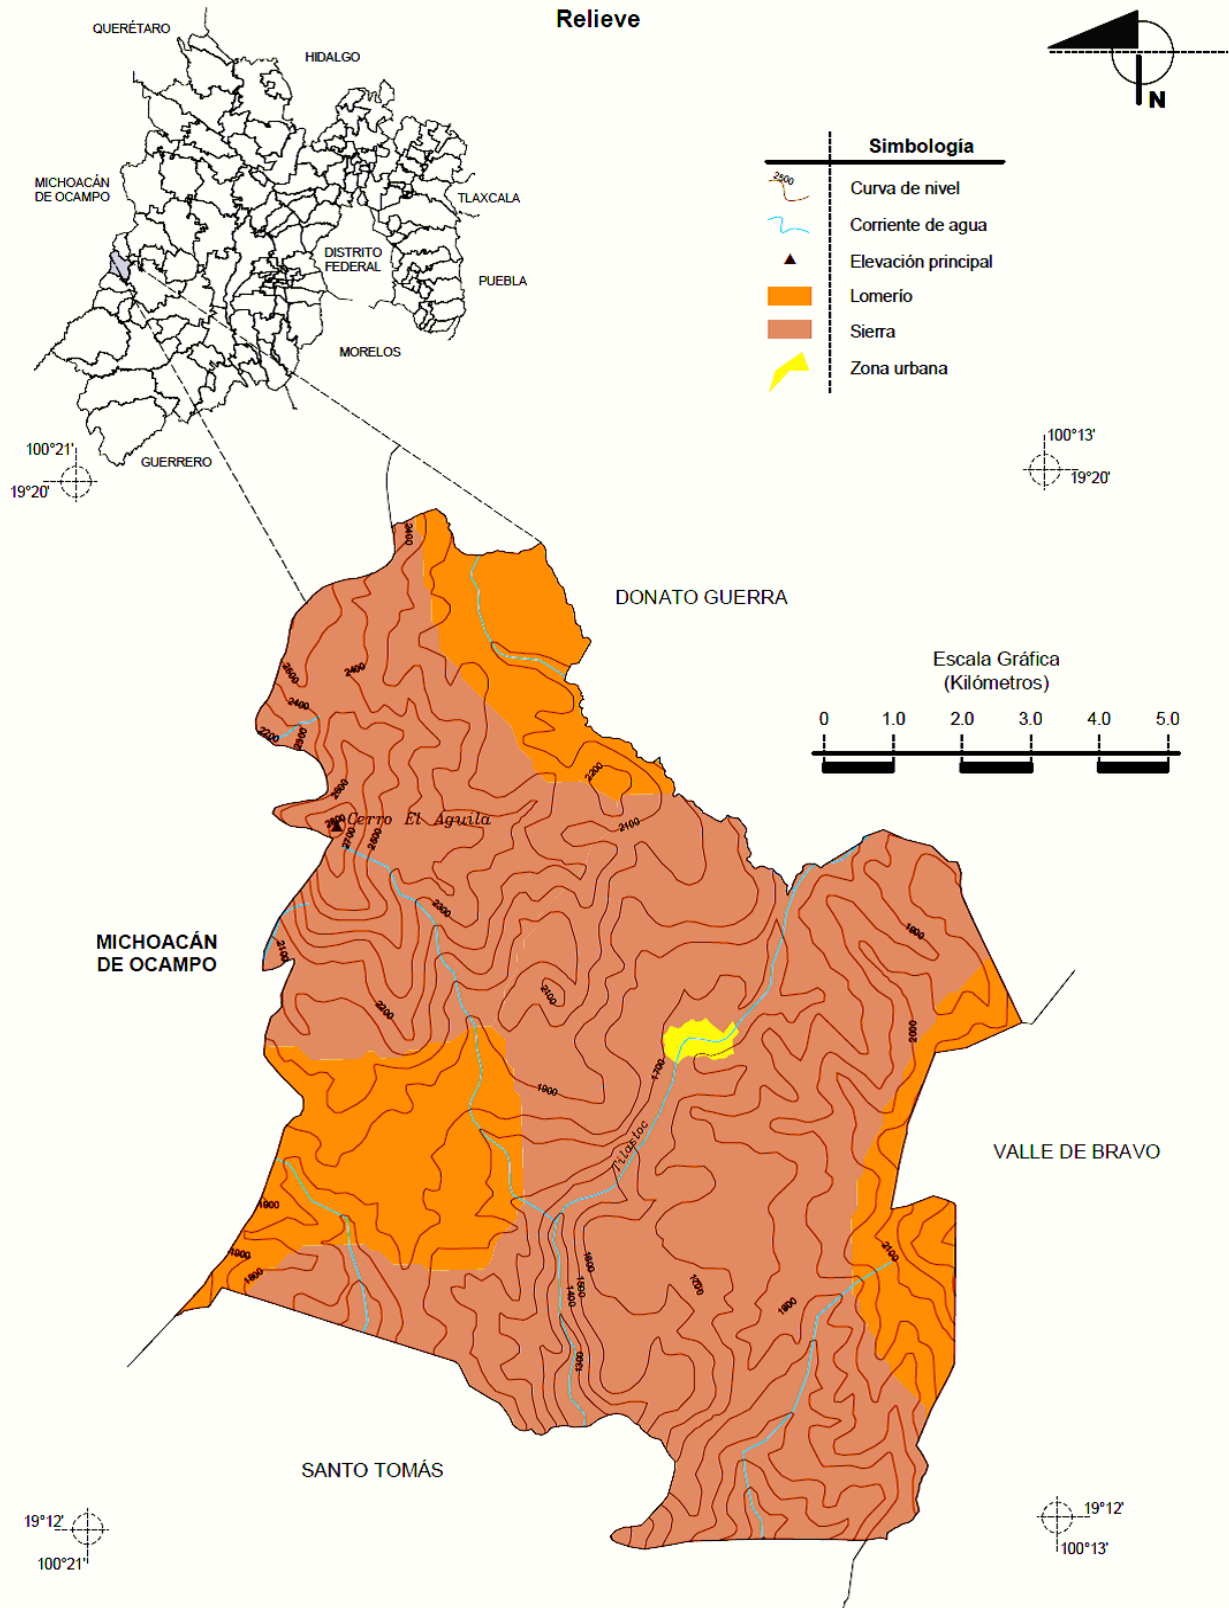 Relieve
QUERÉTARO
HIDALGO
MICHOACÁN
DE OCAMPO
TLAXCALA
DISTRITO
FEDERAL
PUEBLA
MORELOS
GUERRERO
N
Simbología
2500
Curva de nivel
Corriente de agua
Elevación principal
Lomerío
Sierra
Zona urbana
100°21'
19°20'
100°13'
19°20'
DONATO GUERRA
Escala Gráfica
(Kilómetros)
0 1.0 2.0 3.0 4.0 5.0
2400
2400
2400
2200
2300
2600
Cerro El Aguila
2700
2500
2200
2100
2300
2100
2200
2100
1900
2000
MICHOACÁN
DE OCAMPO
1700
1900
Tilostoc
VALLE DE BRAVO
1900
1900
1800
2100
1600
1500
1400
1300
1700
1800
SANTO TOMÁS
19°12'
100°21'
19°12'
100°13'